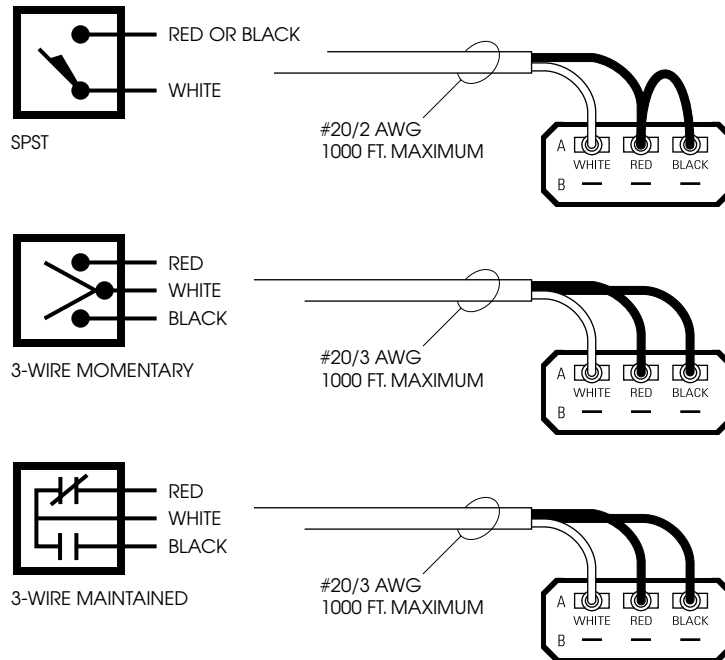 RED OR BLACK
WHITE
SPST
#20/2 AWG
1000 FT. MAXIMUM
A
WHITE RED BLACK
B
RED
WHITE
BLACK
3-WIRE MOMENTARY
#20/3 AWG
1000 FT. MAXIMUM
A
WHITE RED BLACK
B
RED
WHITE
BLACK
3-WIRE MAINTAINED
#20/3 AWG
1000 FT. MAXIMUM
A
WHITE RED BLACK
B